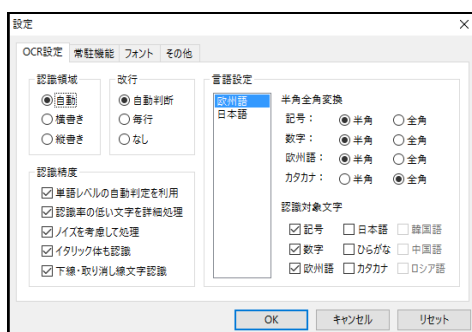 設定
OCR設定 常駐機能 フォント その他
認識領域
自動
横書き
縦書き
改行
自動判断
毎行
なし
認識精度
単語レベルの自動判定を利用
認識率の低い文字を詳細処理
ノイズを考慮して処理
イタリック体も認識
下線・取り消し線文字認識
言語設定
欧州語
日本語
半角全角変換
記号： 半角 全角
数字： 半角 全角
欧州語： 半角 全角
カタカナ： 半角 全角
認識対象文字
記号 日本語 韓国語
数字 ひらがな 中国語
欧州語 カタカナ ロシア語
OK キャンセル リセット